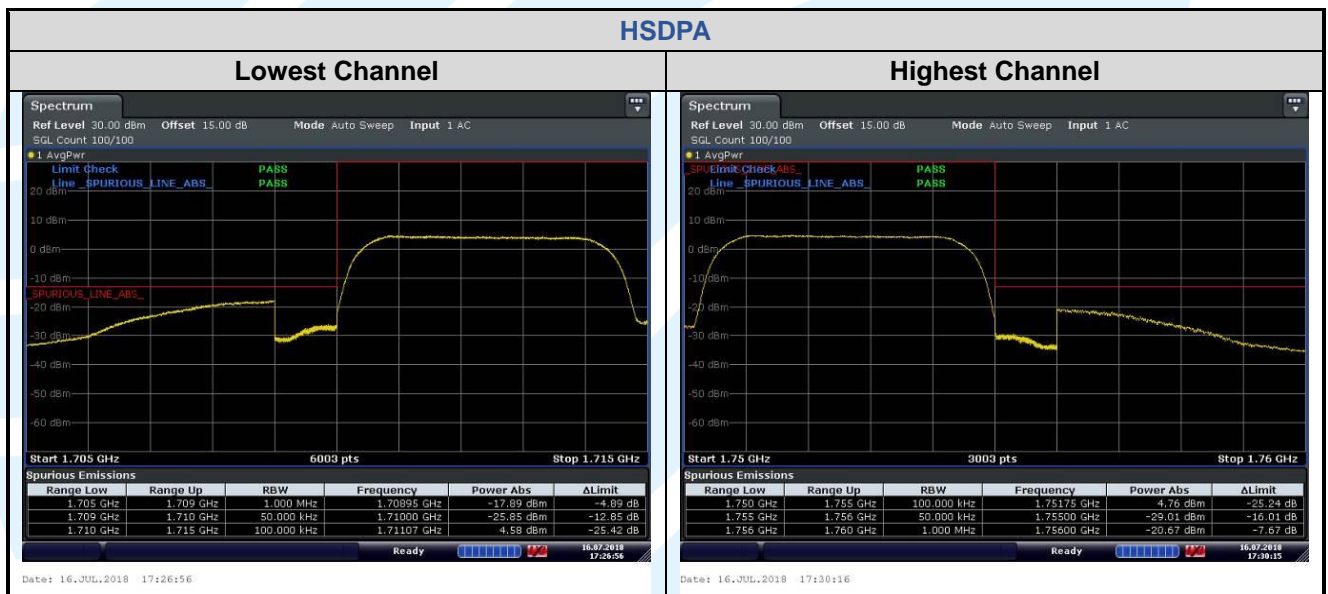 HSDPA
Lowest Channel
Highest Channel
Spectrum
Ref Level 30.00 dBm Offset 15.00 dB Mode Auto Sweep Input 1 AC
SGL Count 100/100
1 AvgPwr
Limit Check PASS
Line _SPURIOUS_LINE_ABS_ PASS
20 dBm
10 dBm
0 dBm
-10 dBm
_SPURIOUS_LINE_ABS_
-20 dBm
-30 dBm
-40 dBm
-50 dBm
-60 dBm
Start 1.705 GHz 6003 pts Stop 1.715 GHz
Spurious Emissions
Range Low Range Up RBW Frequency Power Abs ΔLimit
1.705 GHz 1.709 GHz 1.000 MHz 1.70895 GHz -17.89 dBm -4.89 dB
1.709 GHz 1.710 GHz 50.000 kHz 1.71000 GHz -25.85 dBm -12.85 dB
1.710 GHz 1.715 GHz 100.000 kHz 1.71107 GHz 4.58 dBm -25.42 dB
Ready 16.07.2018
17:26:56
Date: 16.JUL.2018 17:26:56
Spectrum
Ref Level 30.00 dBm Offset 15.00 dB Mode Auto Sweep Input 1 AC
SGL Count 100/100
1 AvgPwr
_SPURIOUS_LINE_ABS_
Limit Check PASS
Line _SPURIOUS_LINE_ABS_ PASS
20 dBm
10 dBm
0 dBm
-10 dBm
-20 dBm
-30 dBm
-40 dBm
-50 dBm
-60 dBm
Start 1.75 GHz 3003 pts Stop 1.76 GHz
Spurious Emissions
Range Low Range Up RBW Frequency Power Abs ΔLimit
1.750 GHz 1.755 GHz 100.000 kHz 1.75175 GHz 4.76 dBm -25.24 dB
1.755 GHz 1.756 GHz 50.000 kHz 1.75500 GHz -29.01 dBm -16.01 dB
1.756 GHz 1.760 GHz 1.000 MHz 1.75600 GHz -20.67 dBm -7.67 dB
Ready 16.07.2018
17:30:15
Date: 16.JUL.2018 17:30:16